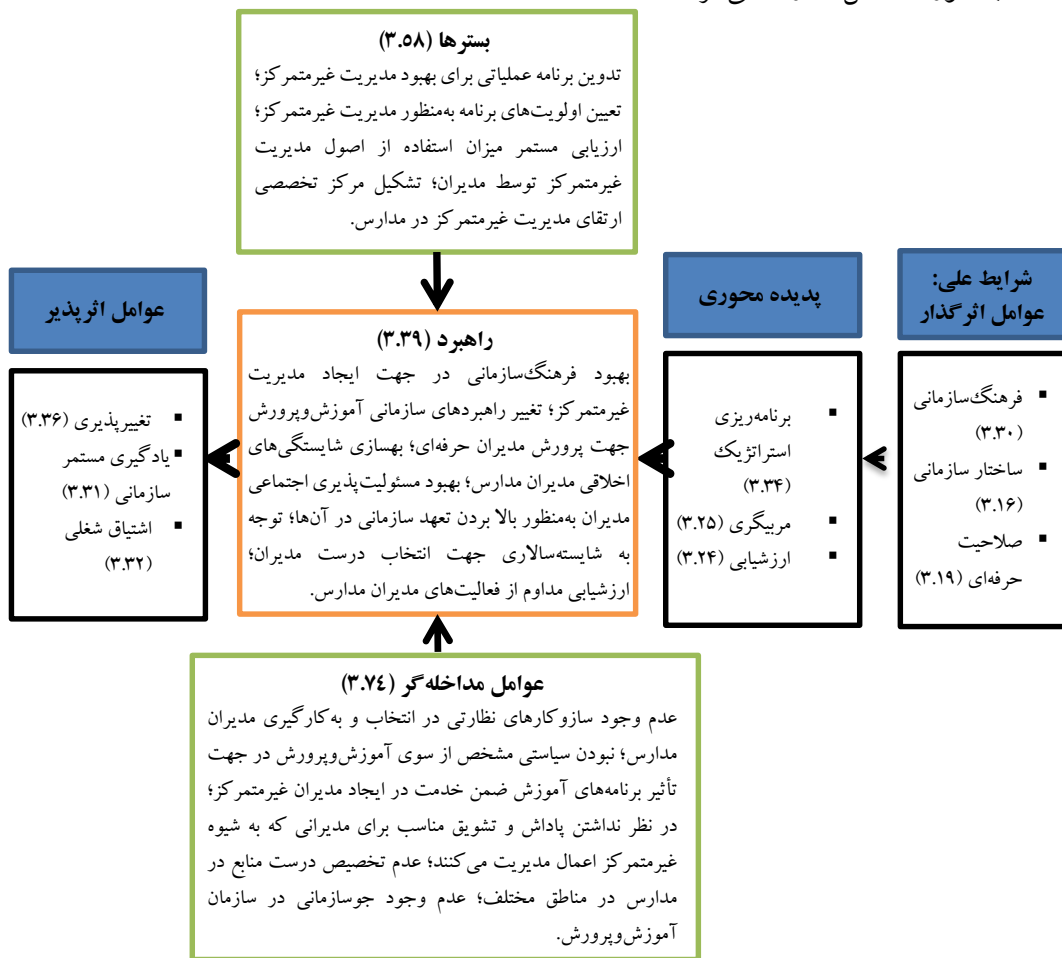 بسترها (۳.۵۸)
تدوین برنامه عملیاتی برای بهبود مدیریت غیرمتمرکز؛
تعیین اولویت‌های برنامه به‌منظور مدیریت غیرمتمرکز؛
ارزیابی مستمر میزان استفاده از اصول مدیریت
غیرمتمرکز توسط مدیران؛ تشکیل مرکز تخصصی
ارتقای مدیریت غیرمتمرکز در مدارس.
شرایط علی:
عوامل اثرگذار
فرهنگ‌سازمانی
(۳.۳۰)
ساختار سازمانی
(۳.۱۶)
صلاحیت
حرفه‌ای (۳.۱۹)
پدیده محوری
برنامه‌ریزی
استراتژیک
(۳.۳۴)
مربیگری (۳.۲۵)
ارزشیابی (۳.۲۴)
راهبرد (۳.۳۹)
بهبود فرهنگ‌سازمانی در جهت ایجاد مدیریت
غیرمتمرکز؛ تغییر راهبردهای سازمانی آموزش‌وپرورش
جهت پرورش مدیران حرفه‌ای؛ بهسازی شایستگی‌های
اخلاقی مدیران مدارس؛ بهبود مسئولیت‌پذیری اجتماعی
مدیران به‌منظور بالا بردن تعهد سازمانی در آن‌ها؛ توجه
به شایسته‌سالاری جهت انتخاب درست مدیران؛
ارزشیابی مداوم از فعالیت‌های مدیران مدارس.
عوامل اثرپذیر
تغییرپذیری (۳.۳۶)
یادگیری مستمر
سازمانی (۳.۳۱)
اشتیاق شغلی
(۳.۳۲)
عوامل مداخله‌گر (۳.۷٤)
عدم وجود سازوکارهای نظارتی در انتخاب و به‌کارگیری مدیران
مدارس؛ نبودن سیاستی مشخص از سوی آموزش‌وپرورش در جهت
تأثیر برنامه‌های آموزش ضمن خدمت در ایجاد مدیران غیرمتمرکز؛
در نظر نداشتن پاداش و تشویق مناسب برای مدیرانی که به شیوه
غیرمتمرکز اعمال مدیریت می‌کنند؛ عدم تخصیص درست منابع در
مدارس در مناطق مختلف؛ عدم وجود جوسازمانی در سازمان
آموزش‌وپرورش.